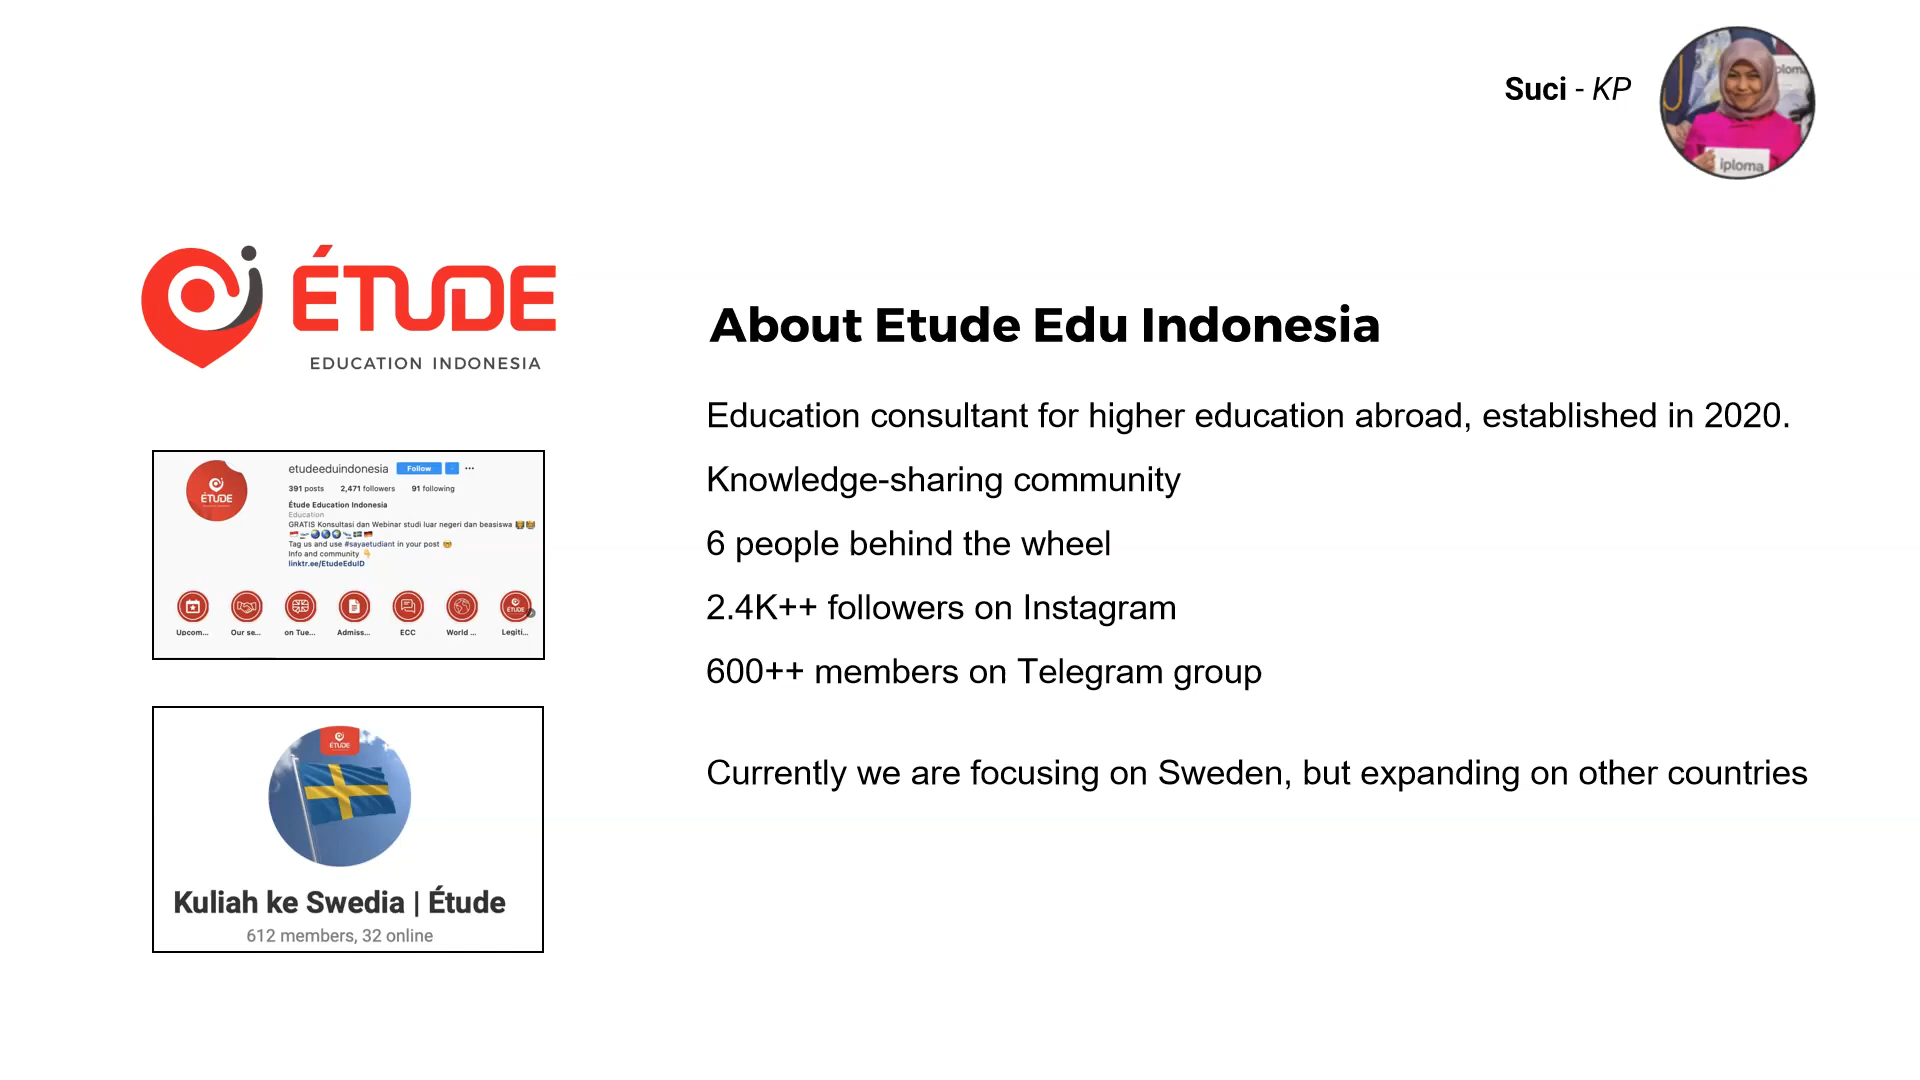 Suci - KP
iploma
iploma
ÉTUDE
EDUCATION INDONESIA
About Etude Edu Indonesia
Education consultant for higher education abroad, established in 2020.
Knowledge-sharing community
6 people behind the wheel
2.4K++ followers on Instagram
600++ members on Telegram group
Currently we are focusing on Sweden, but expanding on other countries
ÉTUDE
etudeeduindonesia Follow ...
391 posts 2,471 followers 91 following
Étude Education Indonesia
Education
GRATIS Konsultasi dan Webinar studi luar negeri dan beasiswa
Tag us and use #sayaetudiant in your post
Info and community
linktr.ee/EtudeEduID
ÉTUDE
Upcom... Our se... on Tue... Admiss... ECC World ... Legiti...
ÉTUDE
Kuliah ke Swedia | Étude
612 members, 32 online